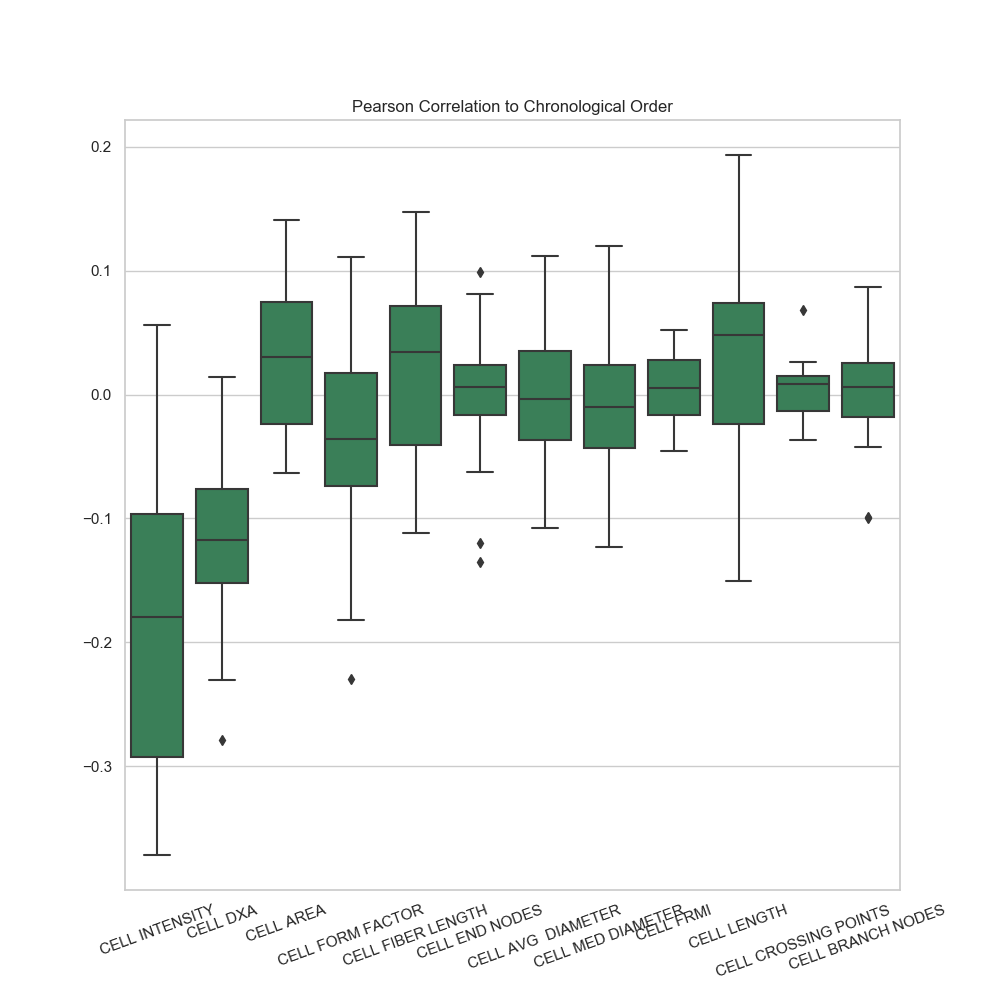 Pearson Correlation to Chronological Order
0.2
0.1
0.0
−0.1
−0.2
−0.3
CELL INTENSITY
CELL DXA
CELL AREA
CELL FORM FACTOR
CELL FIBER LENGTH
CELL END NODES
CELL AVG  DIAMETER
CELL MED DIAMETER
CELL FRMI
CELL LENGTH
CELL CROSSING POINTS
CELL BRANCH NODES